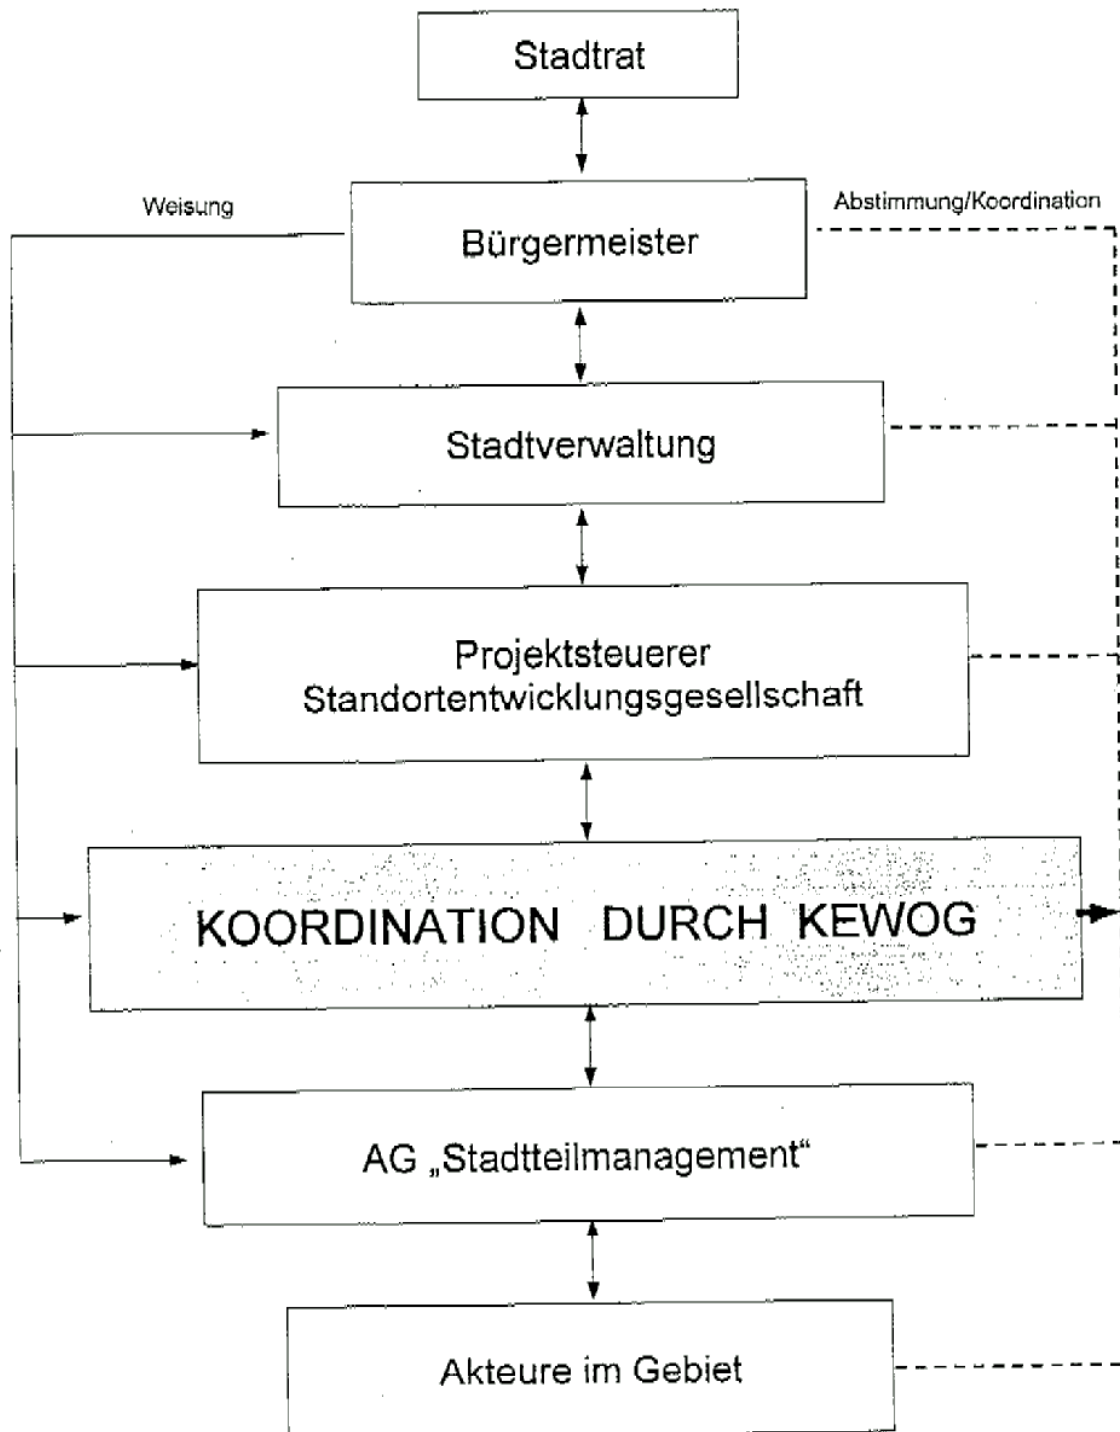 Stadtrat
Weisung
Abstimmung/Koordination
Bürgermeister
Stadtverwaltung
Projektsteuerer
Standortentwicklungsgesellschaft
KOORDINATION DURCH KEWOG
AG „Stadtteilmanagement“
Akteure im Gebiet